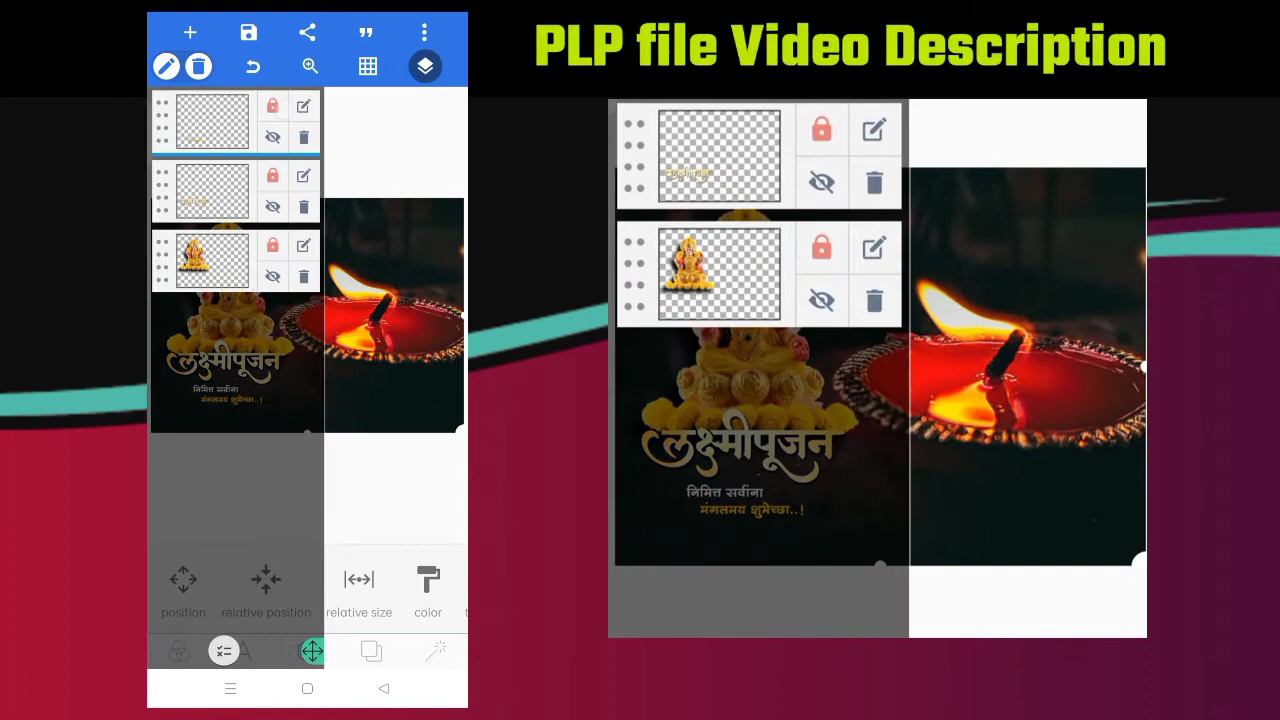 PLP file Video Description
लक्ष्मीपूजन
निमित्त सर्वांना
मंगलमय शुभेच्छा..!
position
relative position
relative size
color
लक्ष्मीपूजन
निमित्त सर्वांना
मंगलमय शुभेच्छा..!